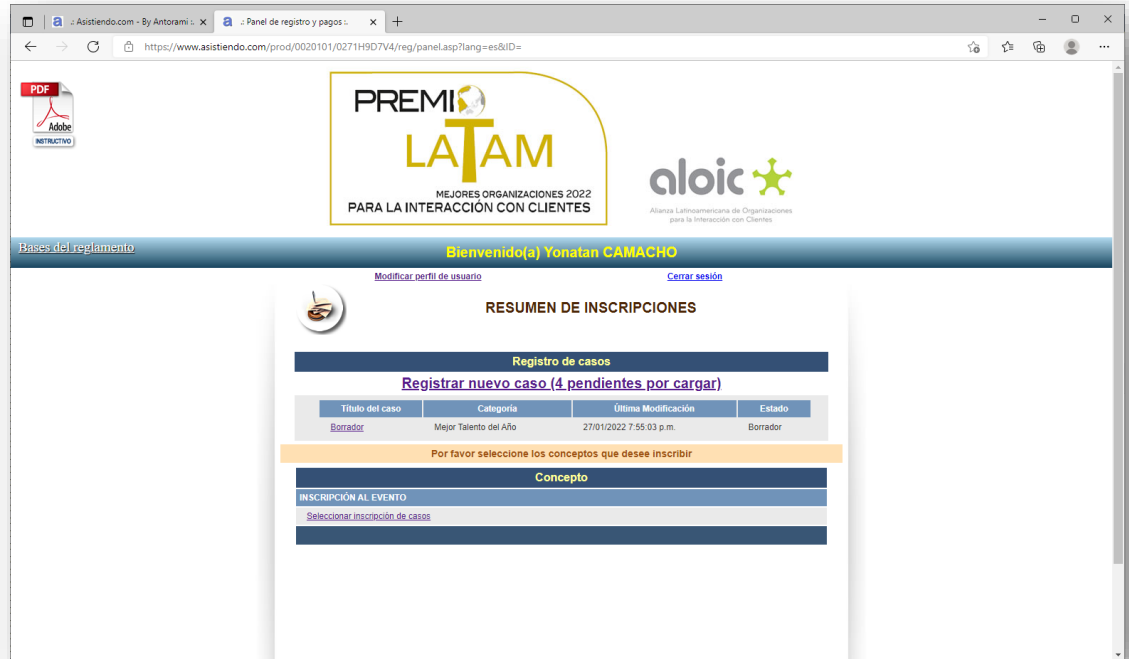 .: Asistiendo.com - By Antorami :.
.: Panel de registro y pagos :.
https://www.asistiendo.com/prod/0020101/0271H9D7V4/reg/panel.asp?lang=es&ID=
PDF
Adobe
INSTRUCTIVO
PREMIO
LATAM
MEJORES ORGANIZACIONES 2022
PARA LA INTERACCIÓN CON CLIENTES
aloic
Alianza Latinoamericana de Organizaciones
para la Interacción con Clientes
Bases del reglamento
Bienvenido(a) Yonatan CAMACHO
Modificar perfil de usuario Cerrar sesión
RESUMEN DE INSCRIPCIONES
Registro de casos
Registrar nuevo caso (4 pendientes por cargar)
Título del caso Categoría Última Modificación Estado
Borrador Mejor Talento del Año 27/01/2022 7:55:03 p.m. Borrador
Por favor seleccione los conceptos que desee inscribir
Concepto
INSCRIPCIÓN AL EVENTO
Seleccionar inscripción de casos